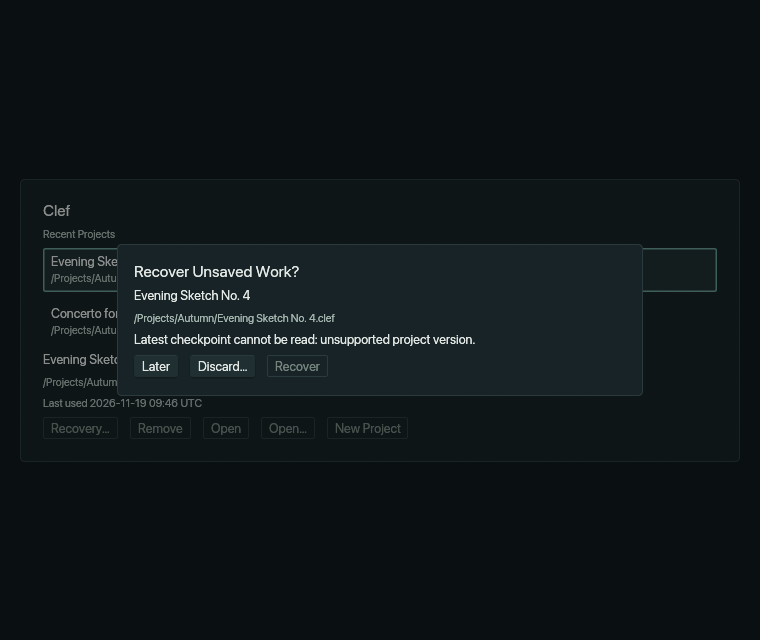 Clef
Recent Projects
Evening Ske
/Projects/Autu
Concerto for
/Projects/Autu
Recover Unsaved Work?
Evening Sketch No. 4
/Projects/Autumn/Evening Sketch No. 4.clef
Latest checkpoint cannot be read: unsupported project version.
Later Discard... Recover
Evening Sketc
/Projects/Autumn
Last used 2026-11-19 09:46 UTC
Recovery... Remove Open Open... New Project